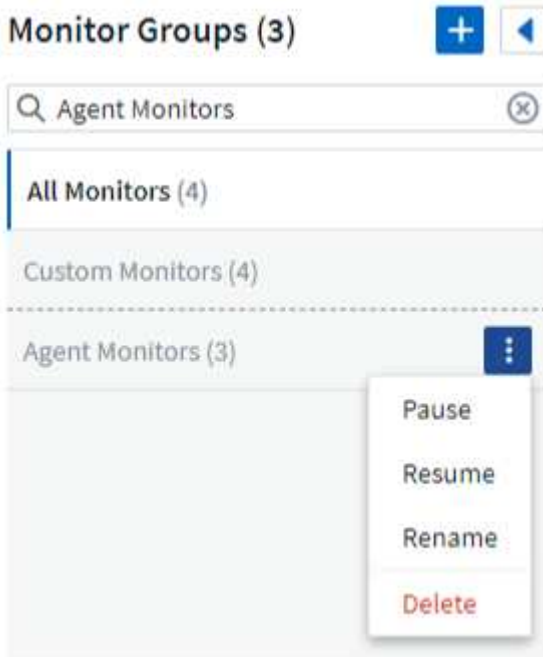 Monitor Groups (3)
Agent Monitors
All Monitors (4)
Custom Monitors (4)
Agent Monitors (3)
Pause
Resume
Rename
Delete